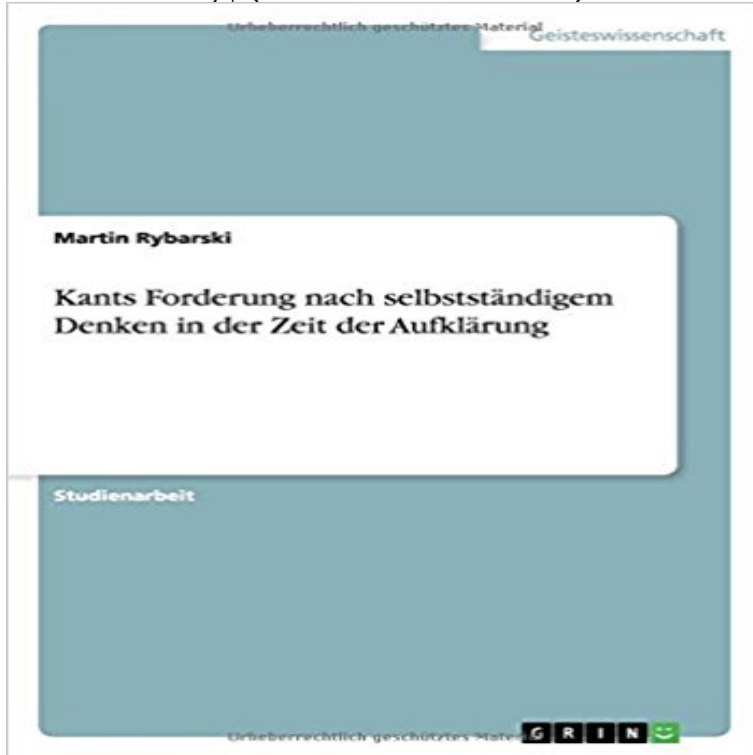 Urheberrechtlich geschütztes Material
Geisteswissenschaft
Martin Rybarski
Kants Forderung nach selbstständigem
Denken in der Zeit der Aufklärung
Studienarbeit
Urheberrechtlich geschütztes Mater
GRIN